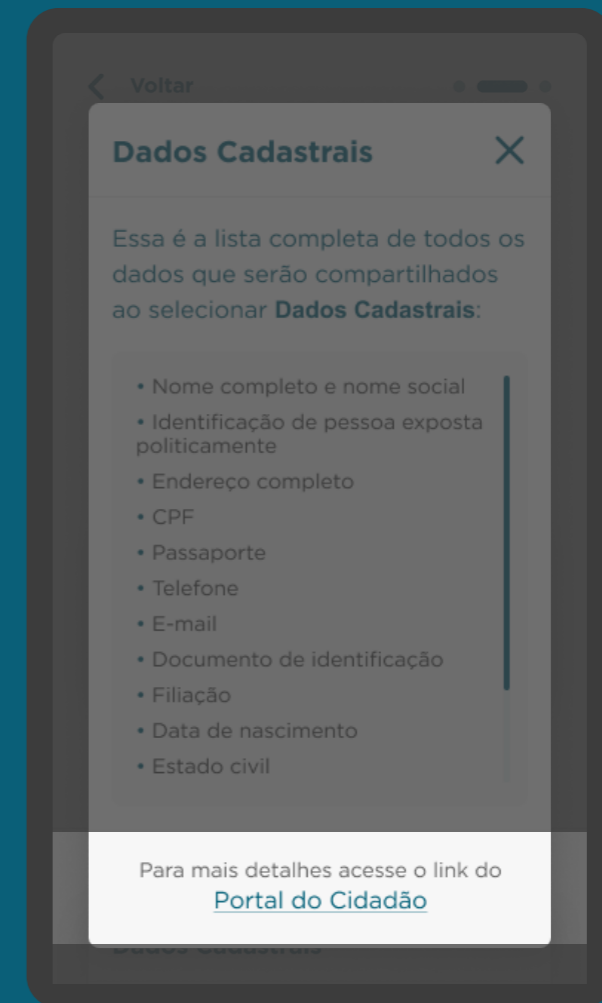 Voltar
Dados Cadastrais
Essa é a lista completa de todos os
dados que serão compartilhados
ao selecionar Dados Cadastrais:
• Nome completo e nome social
• Identificação de pessoa exposta
politicamente
• Endereço completo
• CPF
• Passaporte
• Telefone
• E-mail
• Documento de identificação
• Filiação
• Data de nascimento
• Estado civil
Para mais detalhes acesse o link do
Portal do Cidadão
Dados Cadastrais